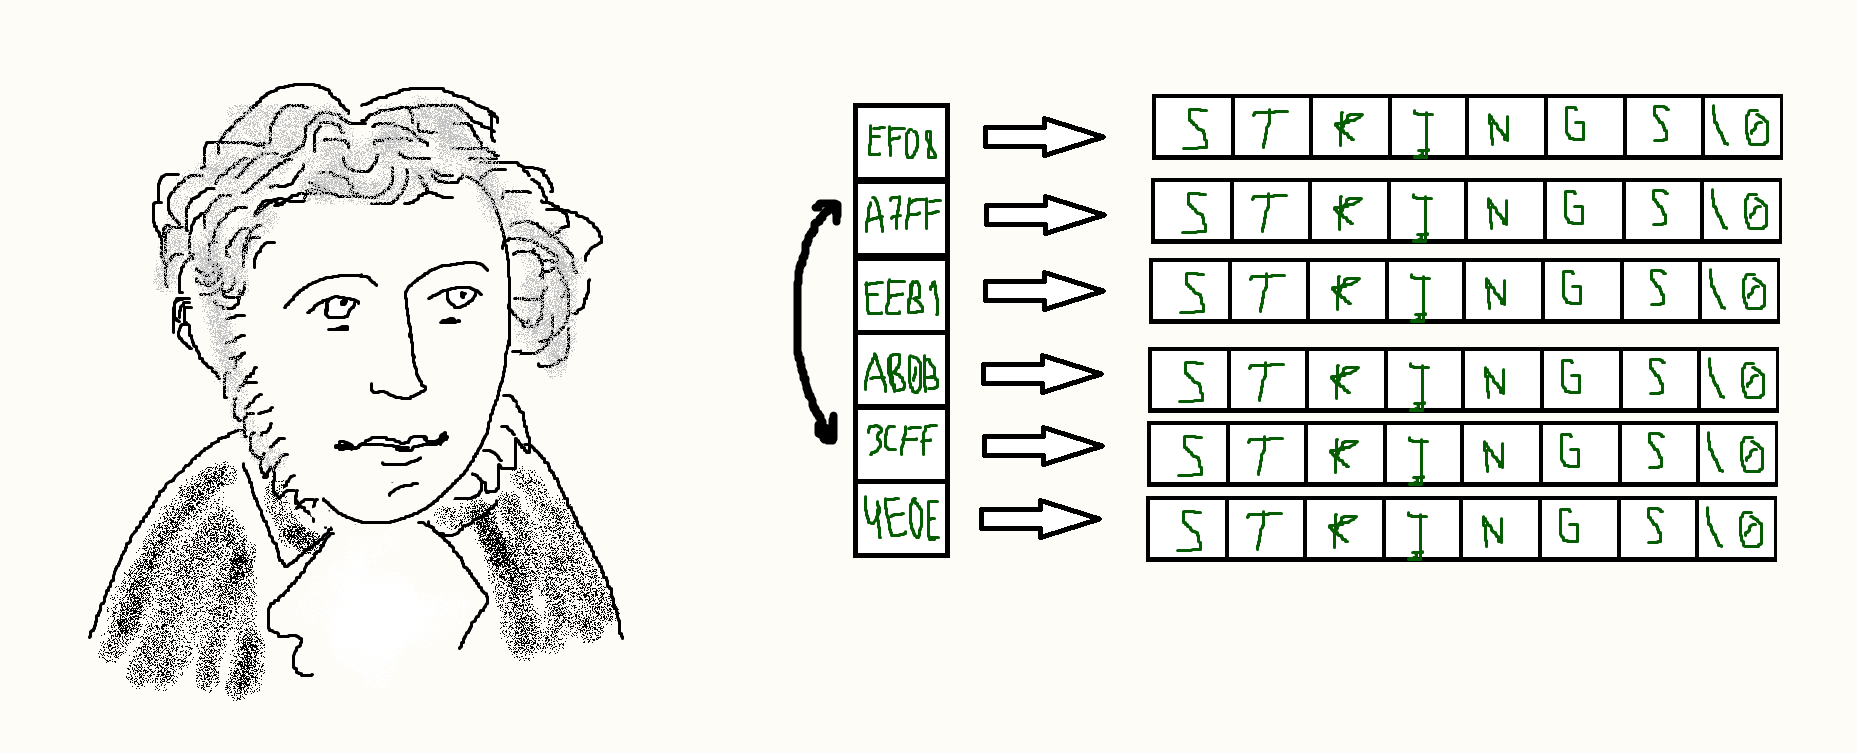 EF08 S T R I N G S \0
A7FF S T R I N G S \0
EEB1 S T R I N G S \0
AB0B S T R I N G S \0
3CFF S T R I N G S \0
4E0E S T R I N G S \0